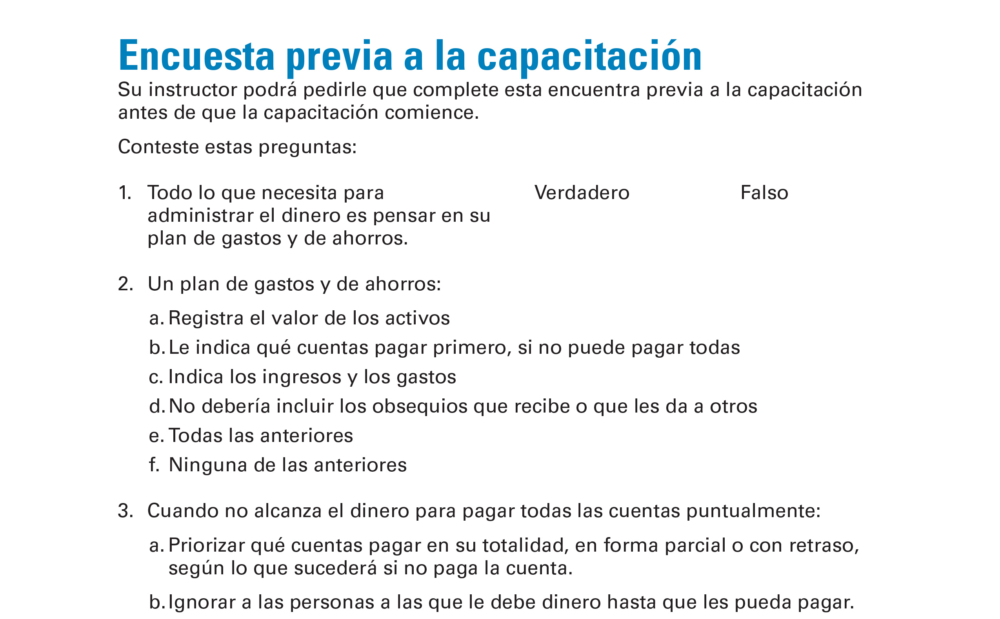 Encuesta previa a la capacitación
Su instructor podrá pedirle que complete esta encuentra previa a la capacitación
antes de que la capacitación comience.
Conteste estas preguntas:
1. Todo lo que necesita para Verdadero Falso
administrar el dinero es pensar en su
plan de gastos y de ahorros.
2. Un plan de gastos y de ahorros:
a. Registra el valor de los activos
b. Le indica qué cuentas pagar primero, si no puede pagar todas
c. Indica los ingresos y los gastos
d. No debería incluir los obsequios que recibe o que les da a otros
e. Todas las anteriores
f. Ninguna de las anteriores
3. Cuando no alcanza el dinero para pagar todas las cuentas puntualmente:
a. Priorizar qué cuentas pagar en su totalidad, en forma parcial o con retraso,
según lo que sucederá si no paga la cuenta.
b. Ignorar a las personas a las que le debe dinero hasta que les pueda pagar.